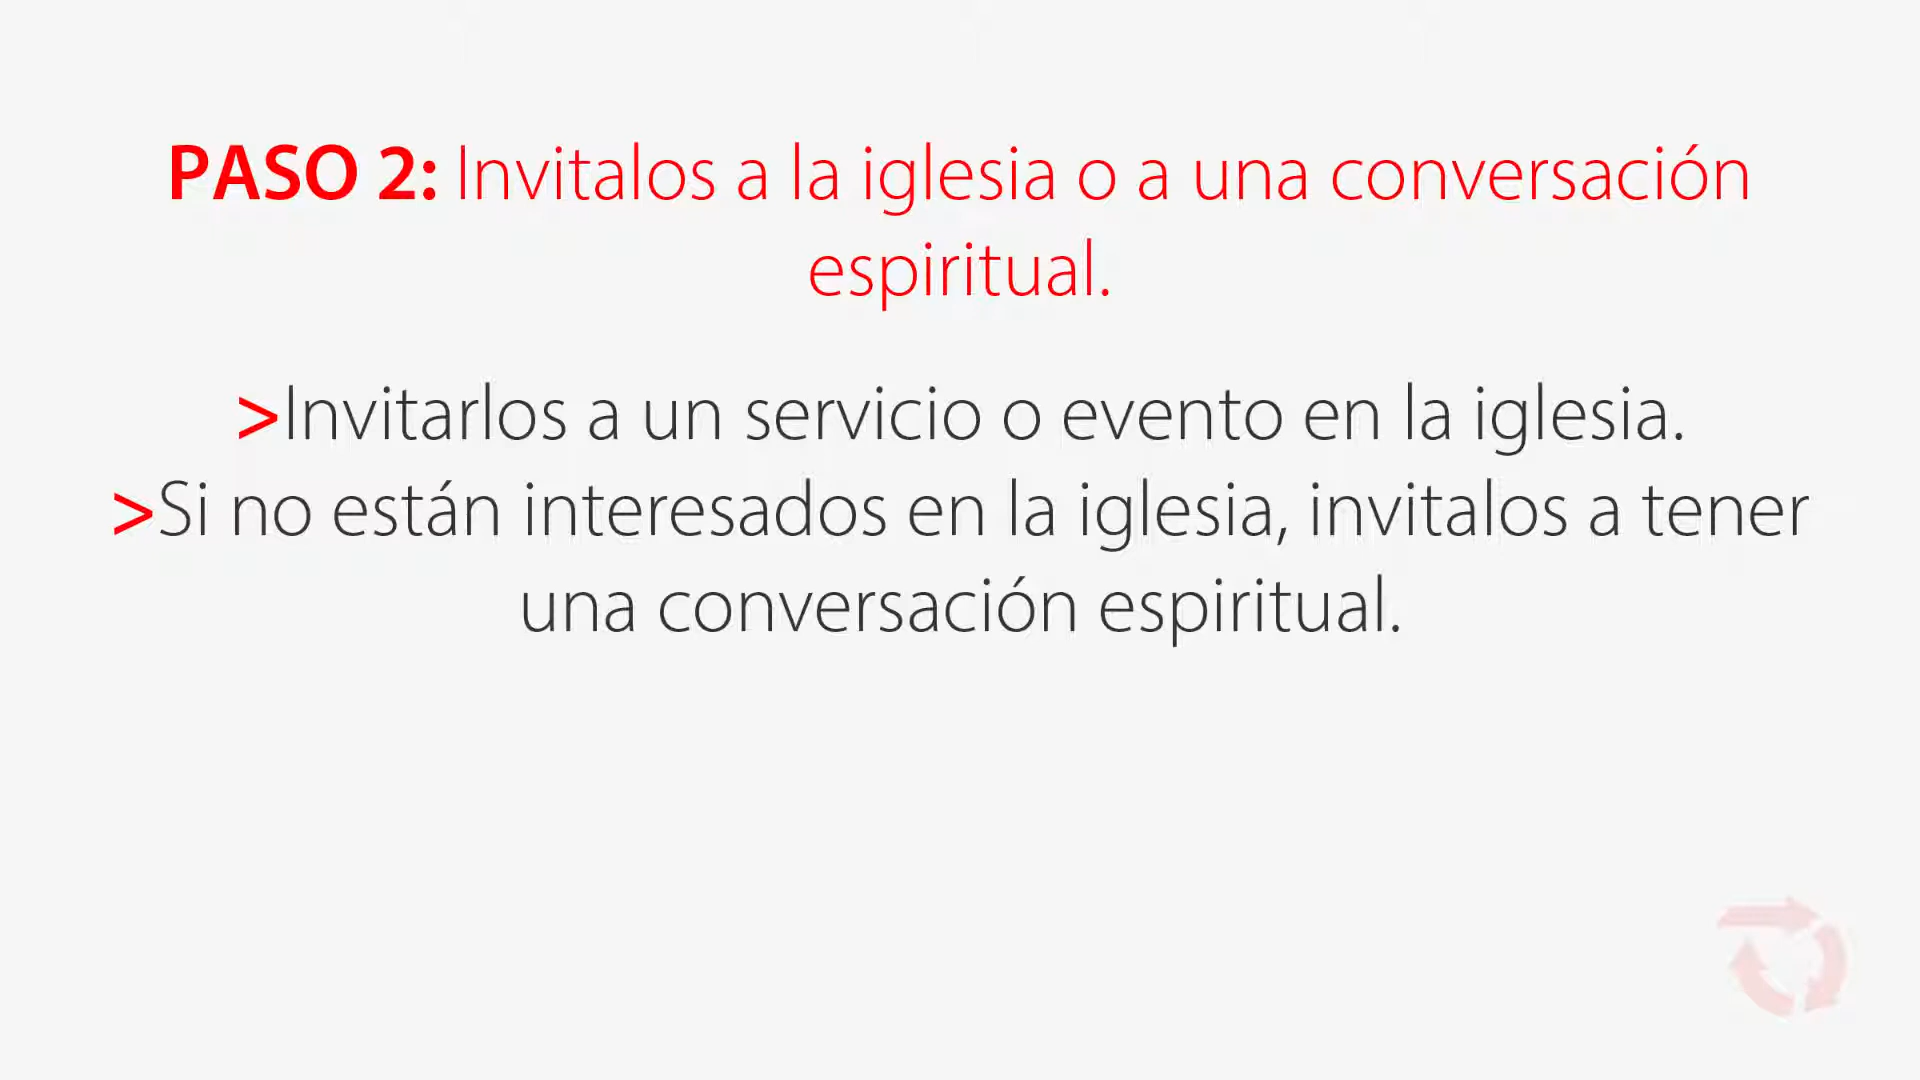 PASO 2: Invitalos a la iglesia o a una conversación
espiritual.
>Invitarlos a un servicio o evento en la iglesia.
>Si no están interesados en la iglesia, invitalos a tener
una conversación espiritual.